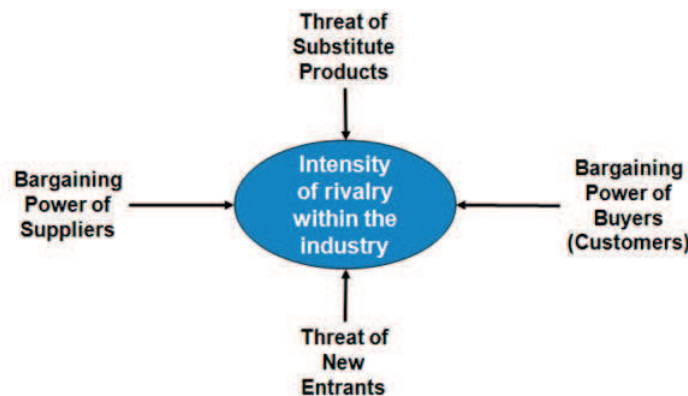 Threat of
Substitute
Products
Intensity
of rivalry
within the
industry
Bargaining
Power of
Suppliers
Bargaining
Power of
Buyers
(Customers)
Threat of
New
Entrants